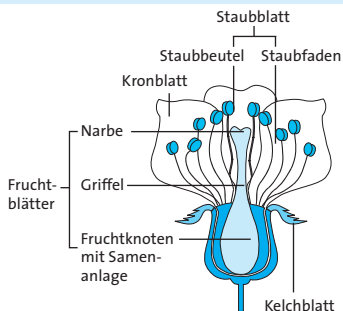 Staubblatt
Staubbeutel Staubfaden
Kronblatt
Narbe
Frucht-
blätter
Griffel
Fruchtknoten
mit Samen-
anlage
Kelchblatt